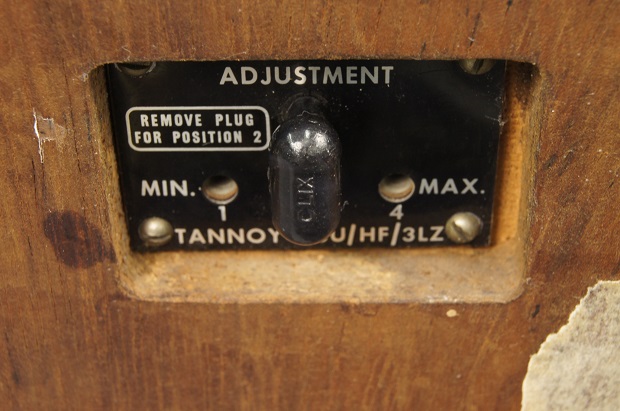 ADJUSTMENT
REMOVE PLUG
FOR POSITION 2
MIN. MAX.
1 4
CLIX
TANNOY U/HF/3LZ